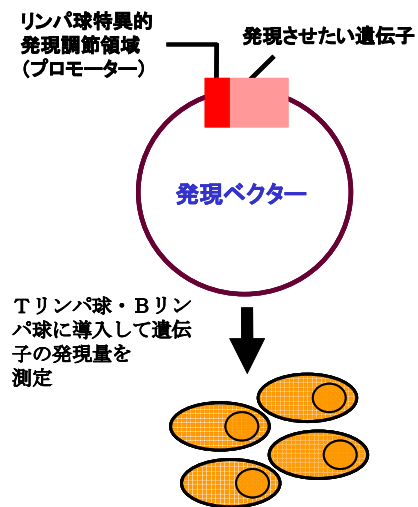 リンパ球特異的
発現調節領域
（プロモーター）
発現させたい遺伝子
発現ベクター
Ｔリンパ球・Ｂリン
パ球に導入して遺伝
子の発現量を
測定